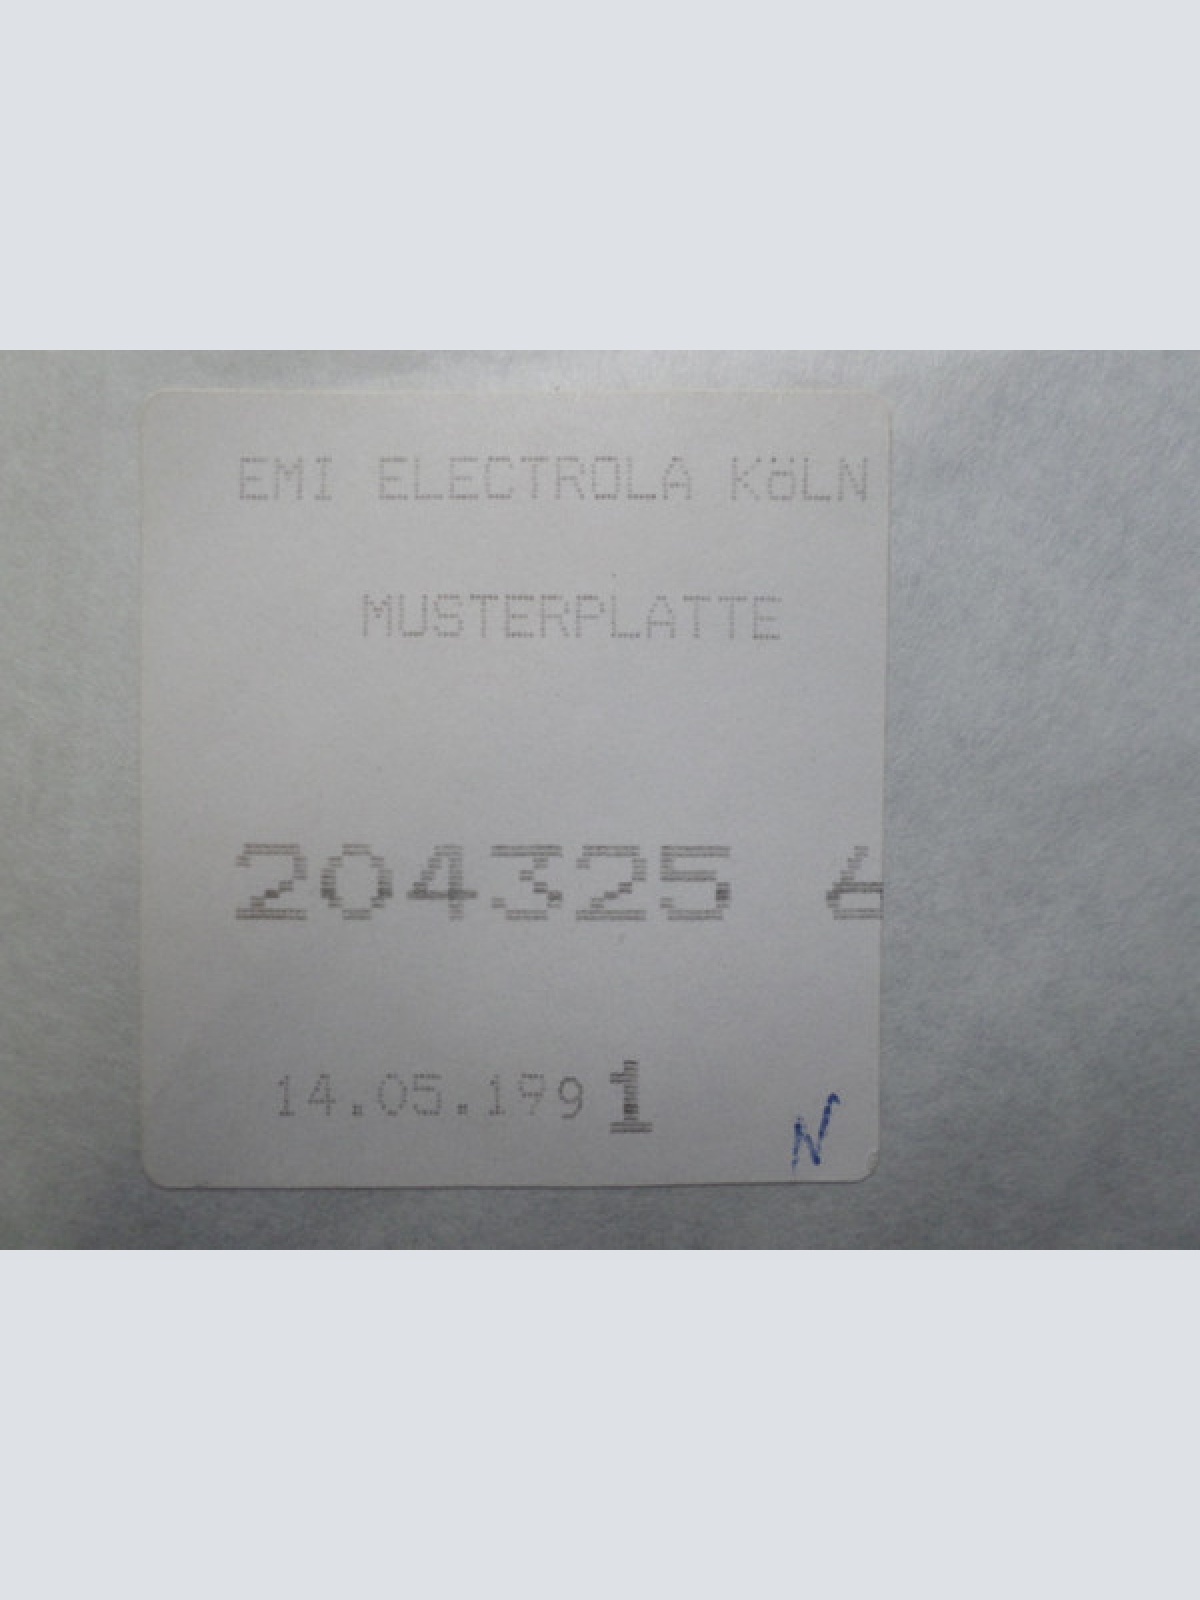 EMI ELECTROLA KöLN
MUSTERPLATTE
204325 6
14.05.1991
N